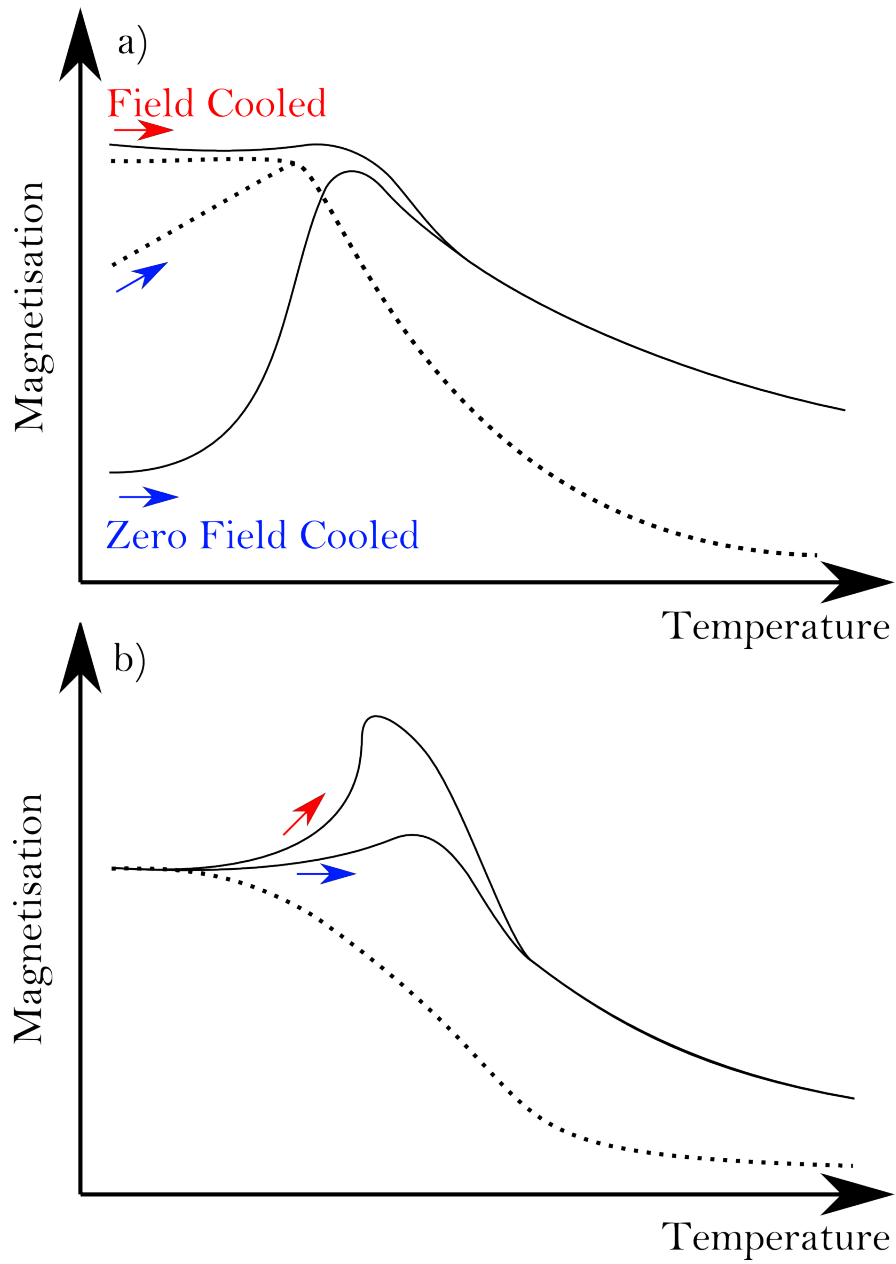 a)
Field Cooled
Magnetisation
Zero Field Cooled
Temperature
b)
Magnetisation
Temperature